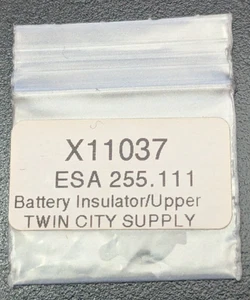 X11037
ESA 255.111
Battery Insulator/Upper
TWIN CITY SUPPLY